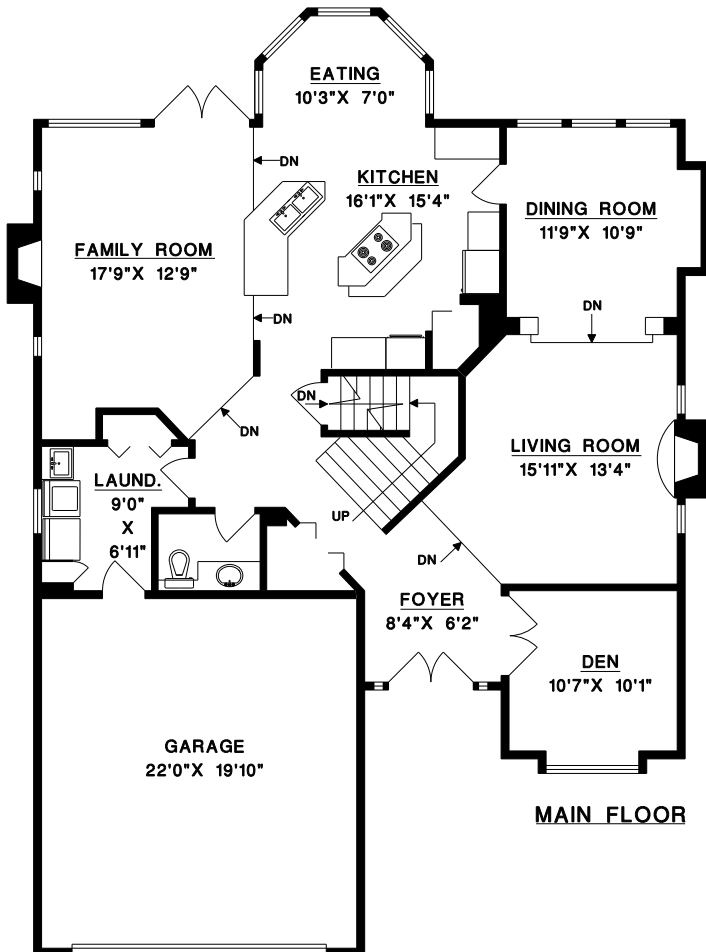 EATING
10'3"X 7'0"
DN
KITCHEN
16'1"X 15'4"
DINING ROOM
11'9"X 10'9"
FAMILY ROOM
17'9"X 12'9"
DN
DN
DN
DN
LIVING ROOM
15'11"X 13'4"
LAUND.
9'0"
X
6'11"
UP
DN
FOYER
8'4"X 6'2"
DEN
10'7"X 10'1"
GARAGE
22'0"X 19'10"
MAIN FLOOR